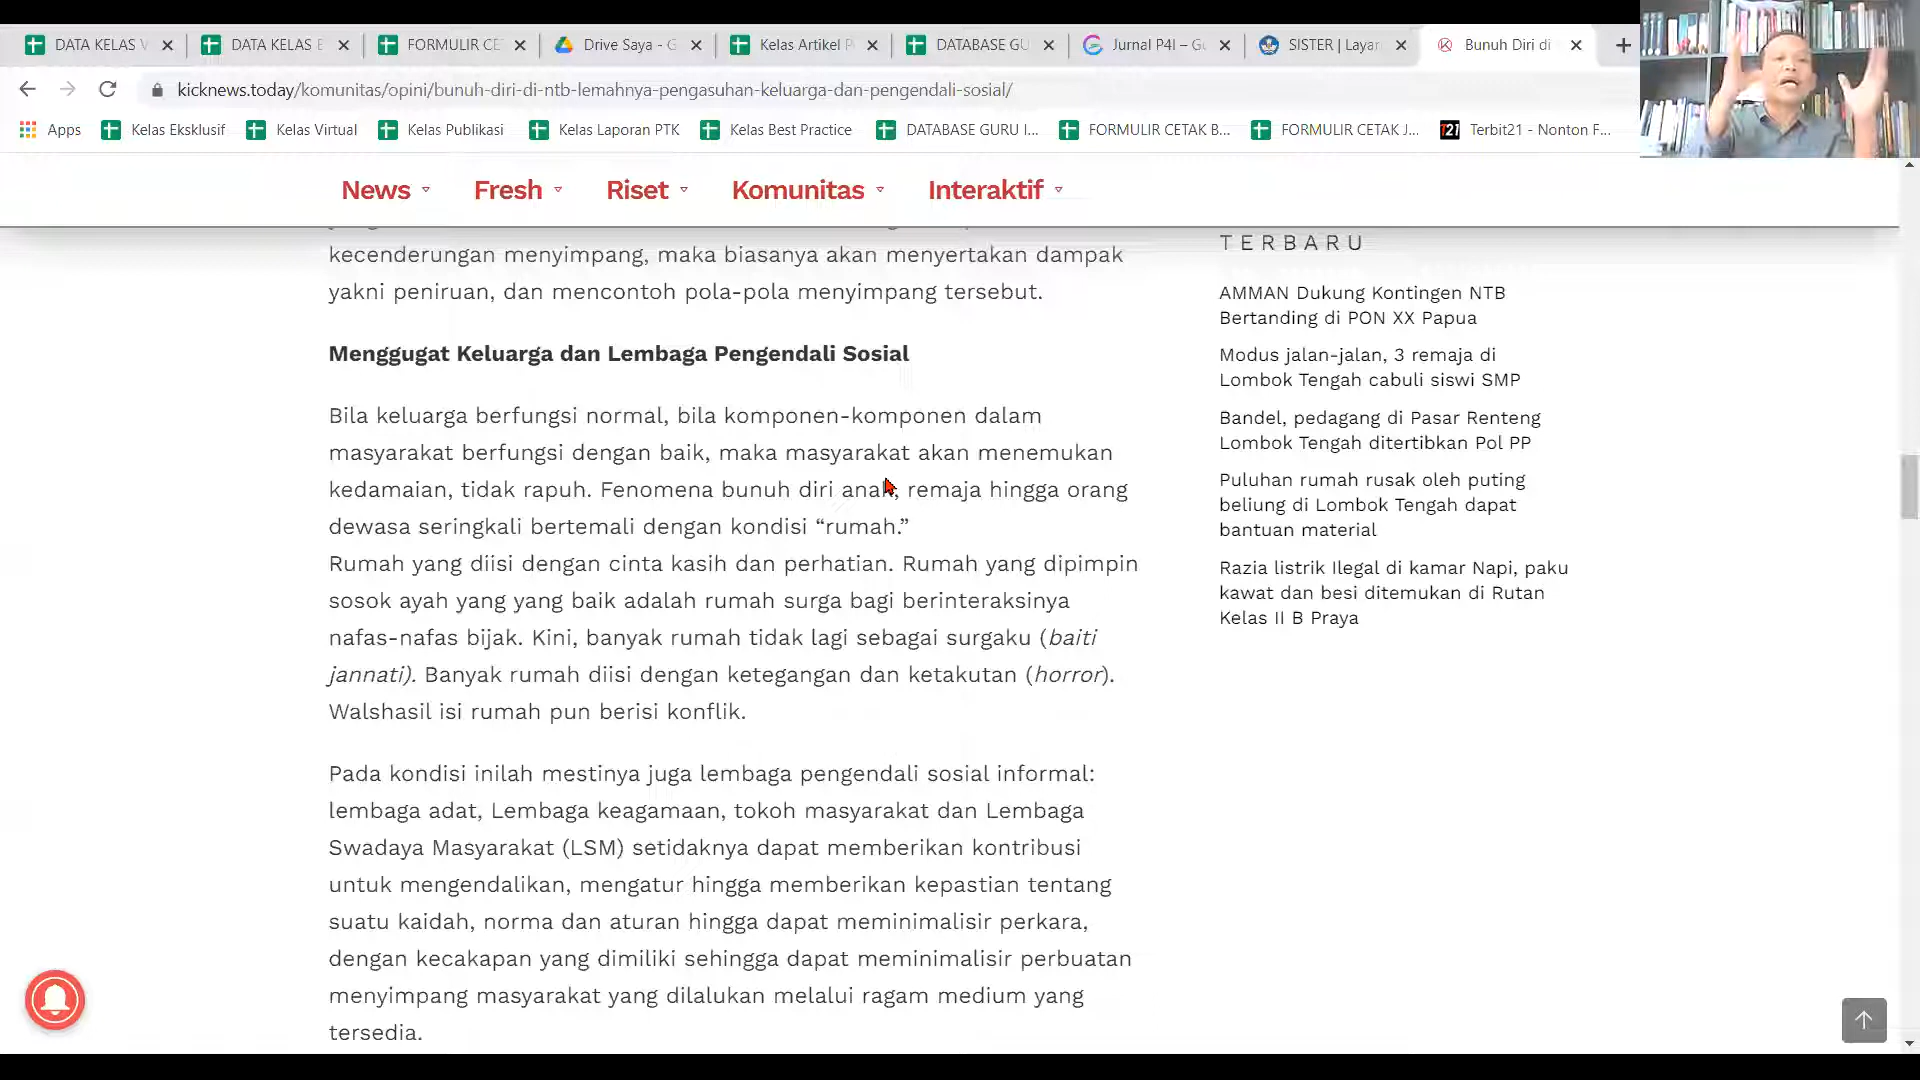 DATA KELAS V
DATA KELAS E
FORMULIR CE
Drive Saya - G
Kelas Artikel P
DATABASE GU
Jurnal P4I – Gu
SISTER | Layar
Bunuh Diri di
kicknews.today/komunitas/opini/bunuh-diri-di-ntb-lemahnya-pengasuhan-keluarga-dan-pengendali-sosial/
Apps
Kelas Eksklusif
Kelas Virtual
Kelas Publikasi
Kelas Laporan PTK
Kelas Best Practice
DATABASE GURU I...
FORMULIR CETAK B...
FORMULIR CETAK J...
T21
Terbit21 - Nonton F...
News
Fresh
Riset
Komunitas
Interaktif
kecenderungan menyimpang, maka biasanya akan menyertakan dampak
yakni peniruan, dan mencontoh pola-pola menyimpang tersebut.
Menggugat Keluarga dan Lembaga Pengendali Sosial
Bila keluarga berfungsi normal, bila komponen-komponen dalam
masyarakat berfungsi dengan baik, maka masyarakat akan menemukan
kedamaian, tidak rapuh. Fenomena bunuh diri anak, remaja hingga orang
dewasa seringkali bertemali dengan kondisi “rumah.”
Rumah yang diisi dengan cinta kasih dan perhatian. Rumah yang dipimpin
sosok ayah yang yang baik adalah rumah surga bagi berinteraksinya
nafas-nafas bijak. Kini, banyak rumah tidak lagi sebagai surgaku (baiti
jannati). Banyak rumah diisi dengan ketegangan dan ketakutan (horror).
Walshasil isi rumah pun berisi konflik.
Pada kondisi inilah mestinya juga lembaga pengendali sosial informal:
lembaga adat, Lembaga keagamaan, tokoh masyarakat dan Lembaga
Swadaya Masyarakat (LSM) setidaknya dapat memberikan kontribusi
untuk mengendalikan, mengatur hingga memberikan kepastian tentang
suatu kaidah, norma dan aturan hingga dapat meminimalisir perkara,
dengan kecakapan yang dimiliki sehingga dapat meminimalisir perbuatan
menyimpang masyarakat yang dilalukan melalui ragam medium yang
tersedia.
TERBARU
AMMAN Dukung Kontingen NTB
Bertanding di PON XX Papua
Modus jalan-jalan, 3 remaja di
Lombok Tengah cabuli siswi SMP
Bandel, pedagang di Pasar Renteng
Lombok Tengah ditertibkan Pol PP
Puluhan rumah rusak oleh puting
beliung di Lombok Tengah dapat
bantuan material
Razia listrik Ilegal di kamar Napi, paku
kawat dan besi ditemukan di Rutan
Kelas II B Praya